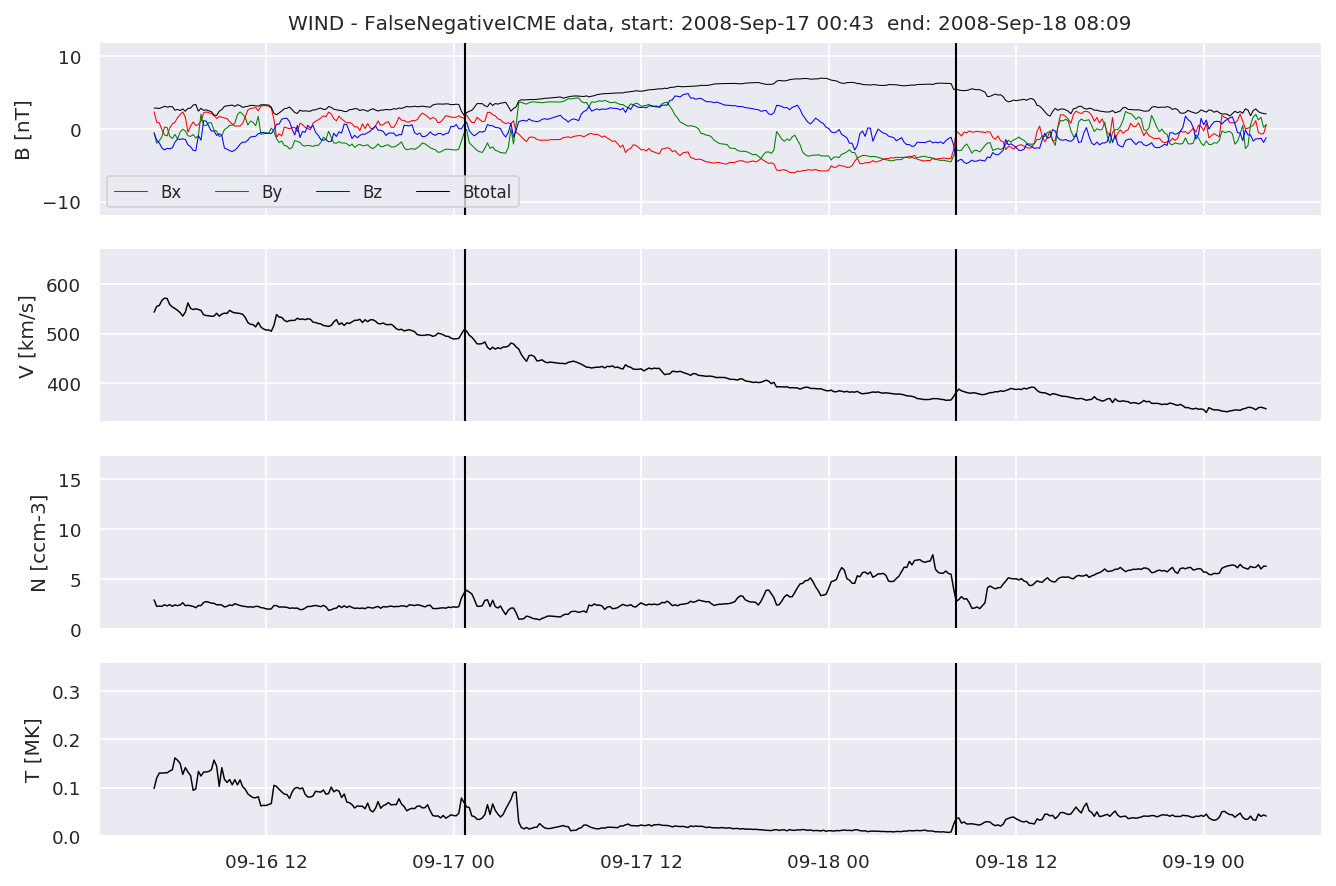 WIND - FalseNegativeICME data, start: 2008-Sep-17 00:43  end: 2008-Sep-18 08:09
B [nT]
10
0
−10
Bx By Bz Btotal
V [km/s]
600
500
400
N [ccm-3]
15
10
5
0
T [MK]
0.3
0.2
0.1
0.0
09-16 12 09-17 00 09-17 12 09-18 00 09-18 12 09-19 00